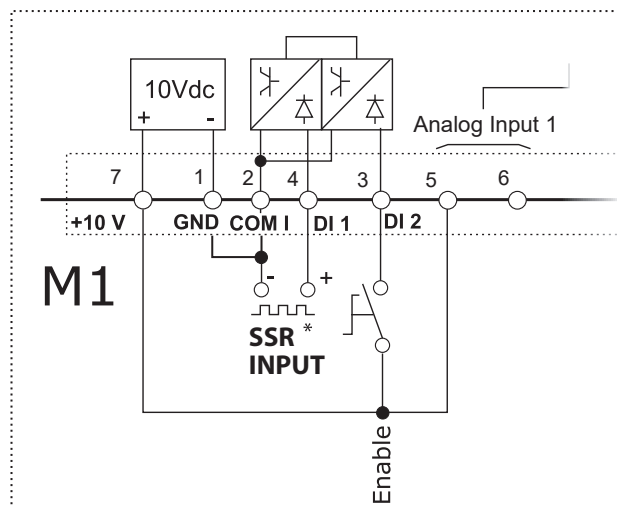 10Vdc
+ -
Analog Input 1
7 1 2 4 3 5 6
+10 V GND COM I DI 1 DI 2
M1
- +
SSR *
INPUT
Enable